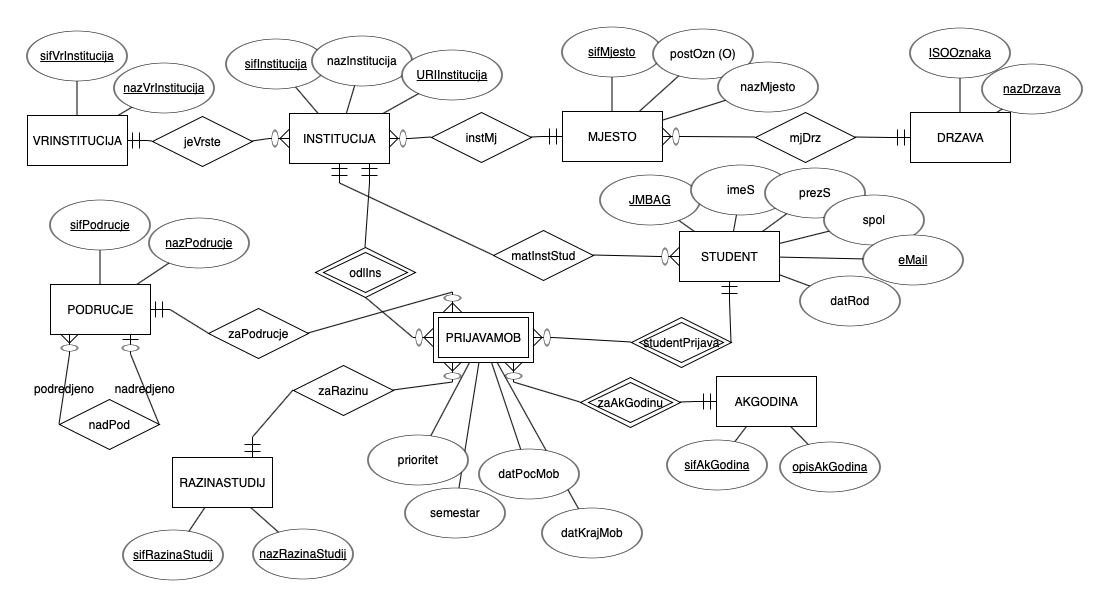 sifVrInstitucija
nazVrInstitucija
sifInstitucija
nazInstitucija
URIInstitucija
sifMjesto
postOzn (O)
nazMjesto
ISOOznaka
nazDrzava
VRINSTITUCIJA
jeVrste
INSTITUCIJA
instMj
MJESTO
mjDrz
DRZAVA
JMBAG
imeS
prezS
spol
eMail
datRod
sifPodrucje
nazPodrucje
odlIns
matInstStud
STUDENT
PODRUCJE
zaPodrucje
PRIJAVAMOB
studentPrijava
podredjeno
nadredjeno
nadPod
zaRazinu
zaAkGodinu
AKGODINA
prioritet
semestar
datPocMob
datKrajMob
sifAkGodina
opisAkGodina
RAZINASTUDIJ
sifRazinaStudij
nazRazinaStudij